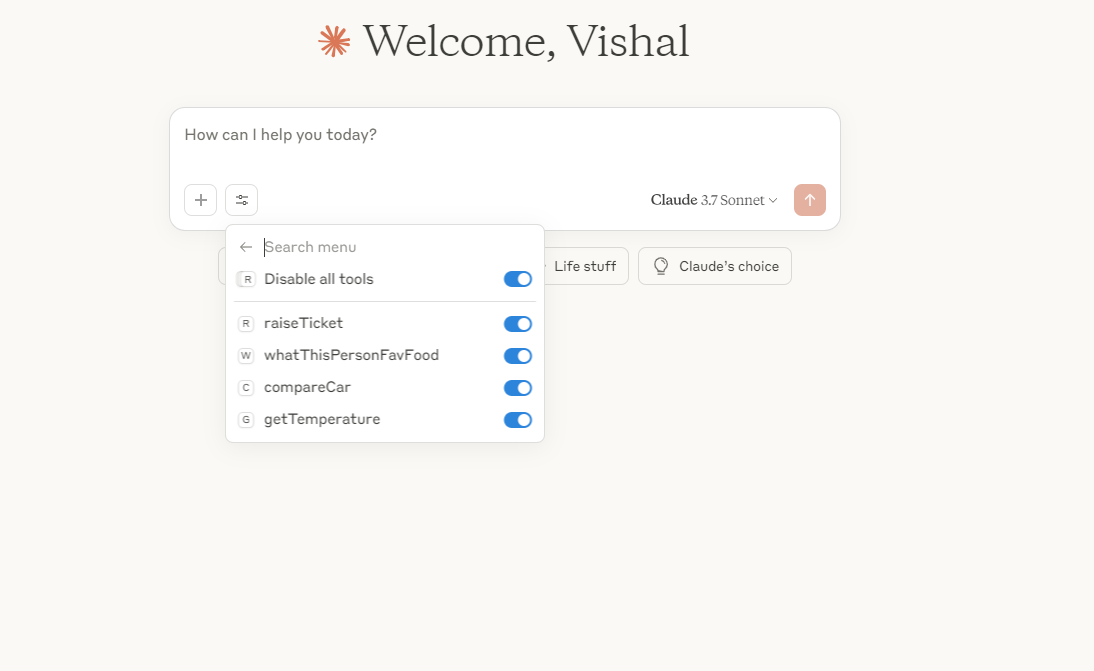 Welcome, Vishal
How can I help you today?
Claude 3.7 Sonnet
Search menu
R Disable all tools
R raiseTicket
W whatThisPersonFavFood
C compareCar
G getTemperature
Life stuff
Claude's choice